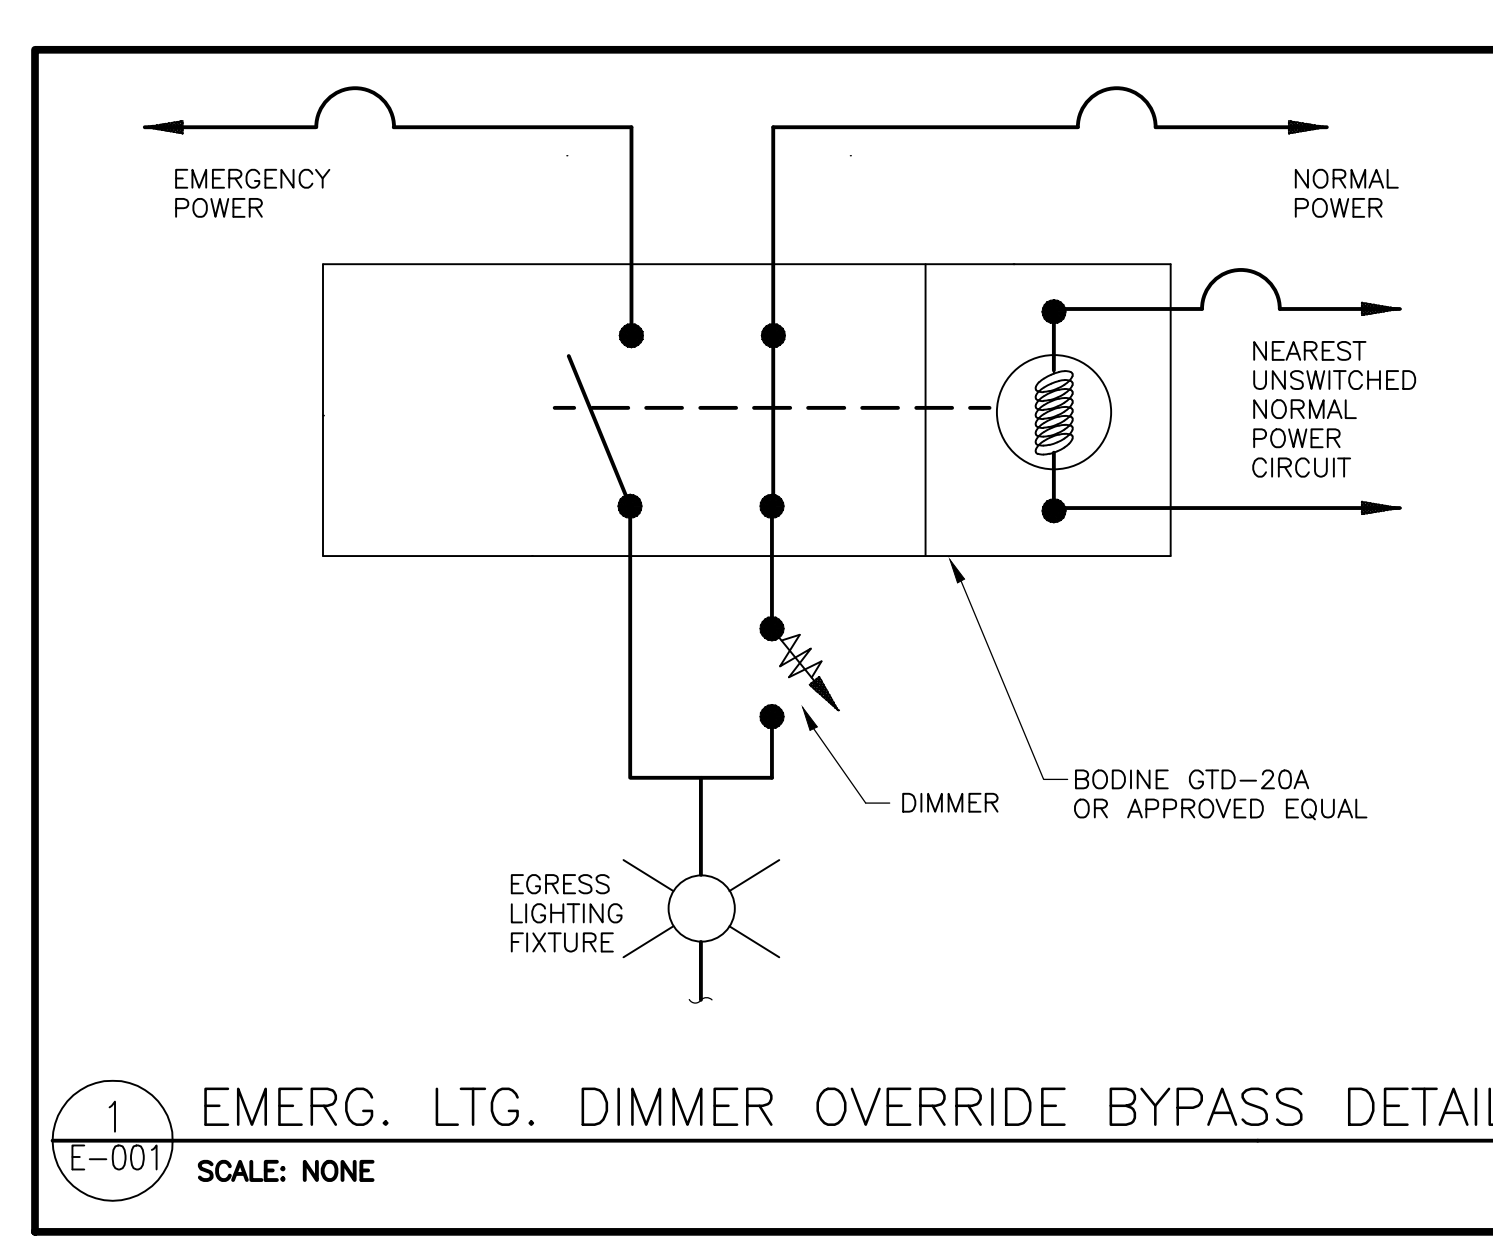 EMERGENCY
POWER
NORMAL
POWER
NEAREST
UNSWITCHED
NORMAL
POWER
CIRCUIT
BODINE GTD-20A
OR APPROVED EQUAL
DIMMER
EGRESS
LIGHTING
FIXTURE
1
E-001
EMERG. LTG. DIMMER OVERRIDE BYPASS DETAIL
SCALE: NONE